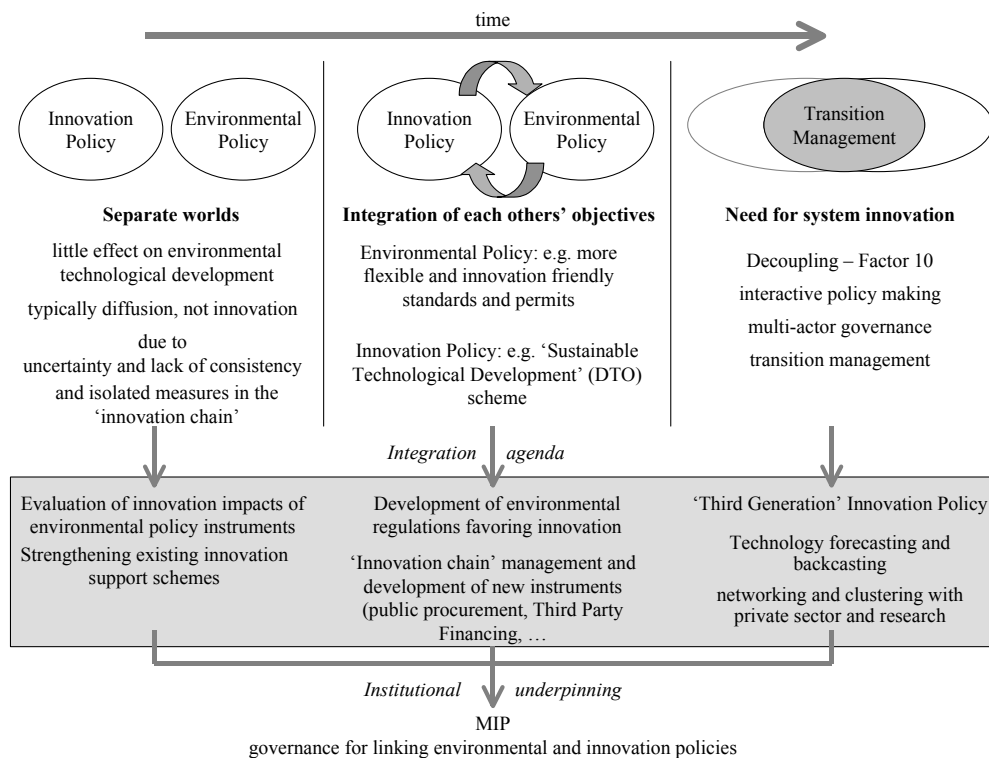 time
Innovation
Policy
Environmental
Policy
Separate worlds
little effect on environmental
technological development
typically diffusion, not innovation
due to
uncertainty and lack of consistency
and isolated measures in the
‘innovation chain’
Innovation
Policy
Environmental
Policy
Integration of each others’ objectives
Environmental Policy: e.g. more
flexible and innovation friendly
standards and permits
Innovation Policy: e.g. ‘Sustainable
Technological Development’ (DTO)
scheme
Transition
Management
Need for system innovation
Decoupling – Factor 10
interactive policy making
multi-actor governance
transition management
Integration agenda
Evaluation of innovation impacts of
environmental policy instruments
Strengthening existing innovation
support schemes
Development of environmental
regulations favoring innovation
‘Innovation chain’ management and
development of new instruments
(public procurement, Third Party
Financing, …
‘Third Generation’ Innovation Policy
Technology forecasting and
backcasting
networking and clustering with
private sector and research
Institutional underpinning
MIP
governance for linking environmental and innovation policies